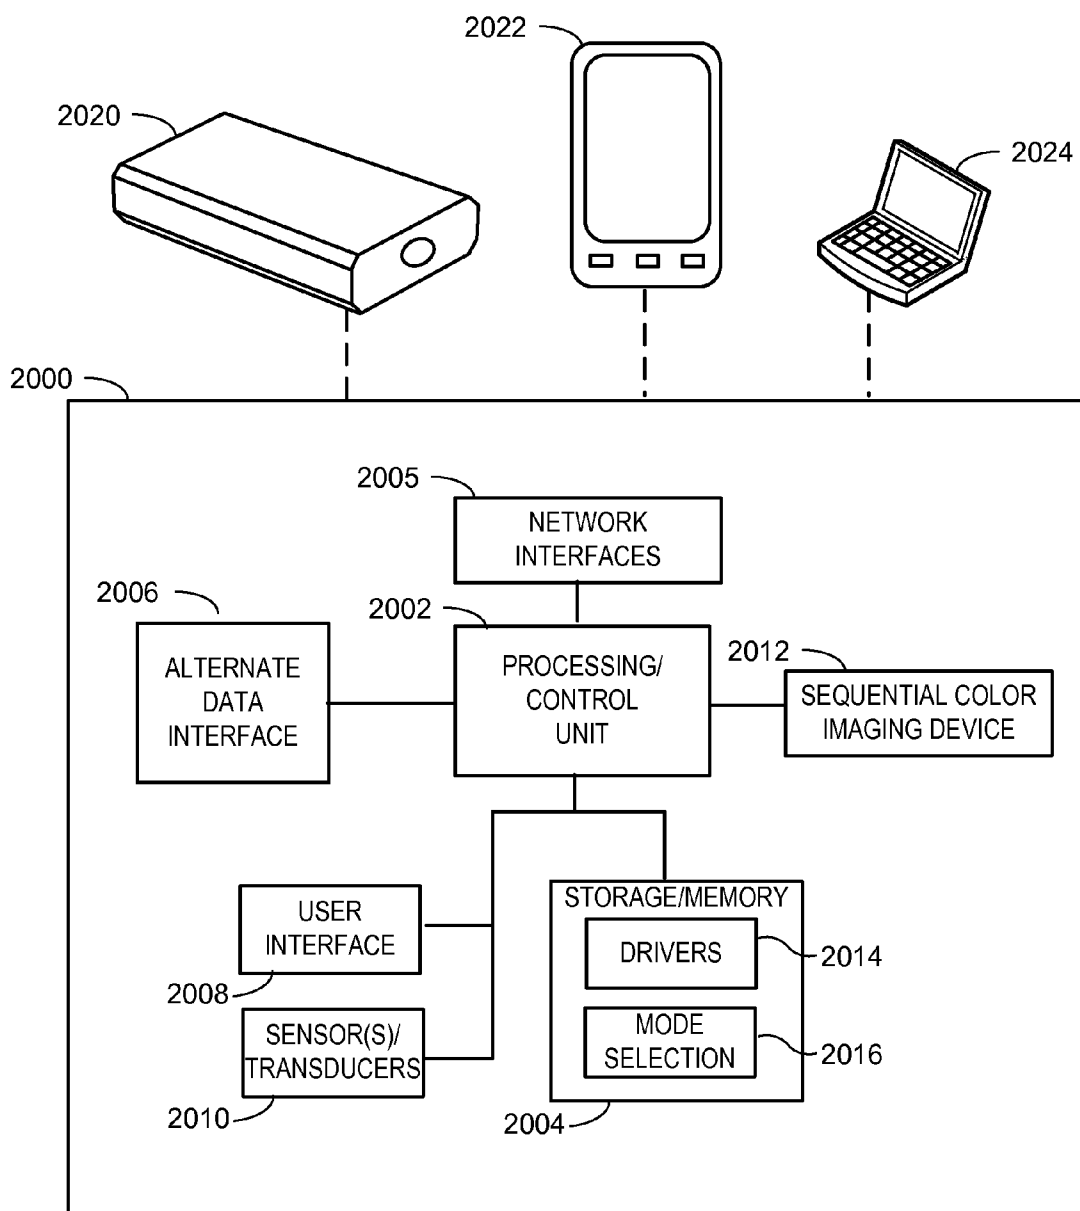 2022
2020
2024
2000
2005
NETWORK
INTERFACES
2006
2002
ALTERNATE
DATA
INTERFACE
PROCESSING/
CONTROL
UNIT
2012
SEQUENTIAL COLOR
IMAGING DEVICE
USER
INTERFACE
2008
SENSOR(S)/
TRANSDUCERS
2010
STORAGE/MEMORY
DRIVERS
2014
MODE
SELECTION
2016
2004